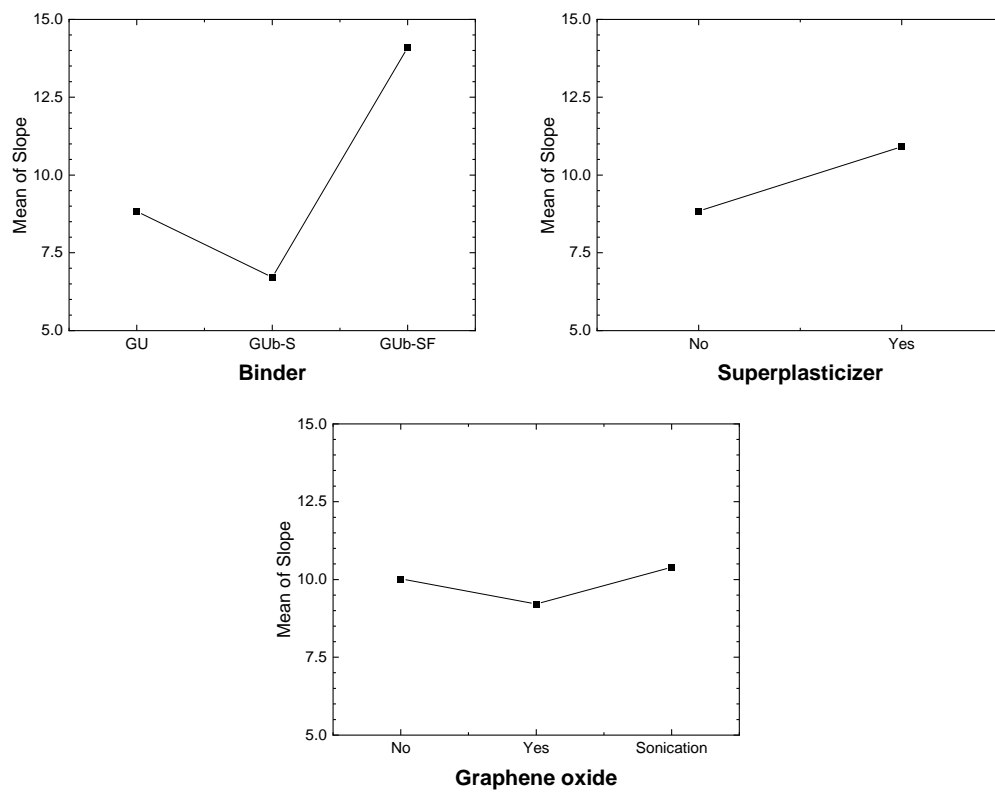 15.0
12.5
10.0
7.5
5.0
Mean of Slope
GU GUb-S GUb-SF
Binder
15.0
12.5
10.0
7.5
5.0
Mean of Slope
No Yes
Superplasticizer
15.0
12.5
10.0
7.5
5.0
Mean of Slope
No Yes Sonication
Graphene oxide